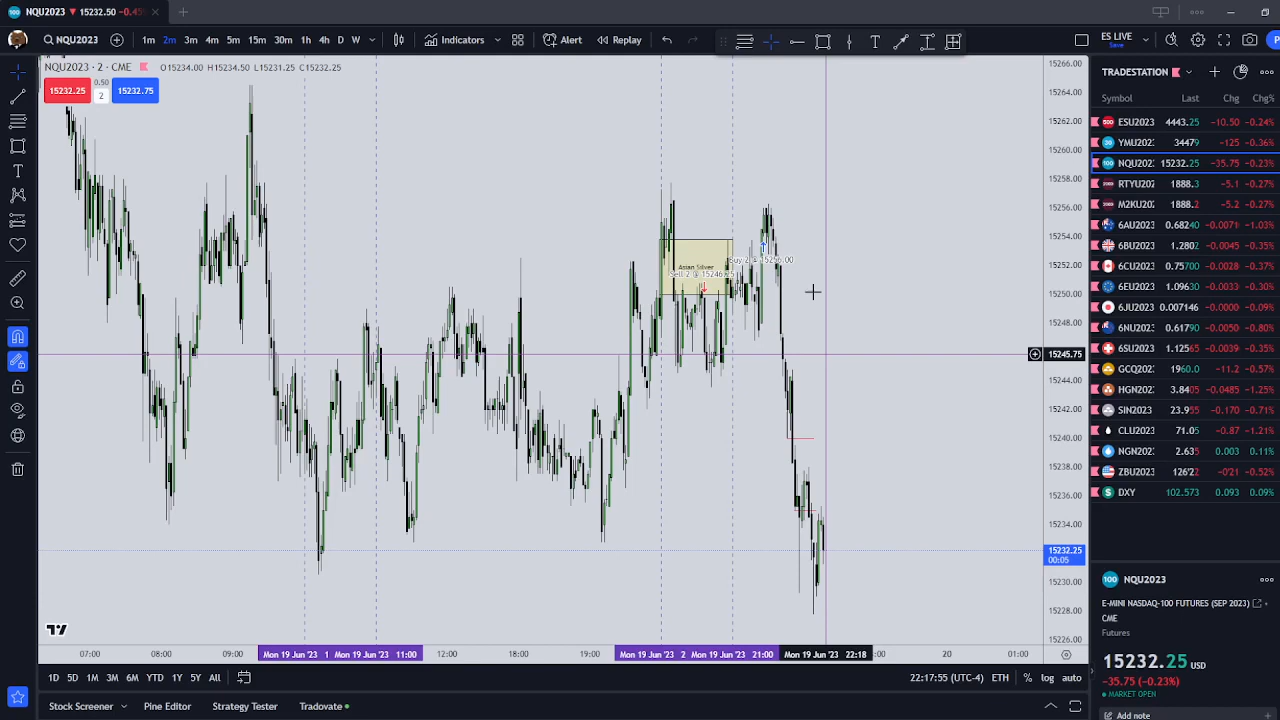 NQU2023 ▼ 15232.50 −0.45
NQU2023 1m 2m 3m 4m 5m 15m 30m 1h 4h D W Indicators Alert Replay ES LIVE Save P
NQU2023 · 2 · CME O15234.00 H15234.50 L15231.25 C15232.25
15232.25 0.50 2 15232.75
Asian Silver
Sell 2 @ 15246.25
Buy 2 @ 15256.00
15266.00
15264.00
15262.00
15260.00
15258.00
15256.00
15254.00
15252.00
15250.00
15248.00
15245.75
15244.00
15242.00
15240.00
15238.00
15236.00
15234.00
15232.25
00:05
15230.00
15228.00
15226.00
07:00 08:00 09:00 Mon 19 Jun '23 1 Mon 19 Jun '23 11:00 12:00 18:00 19:00 Mon 19 Jun '23 2 Mon 19 Jun '23 21:00 Mon 19 Jun '23 22:18 :00 20 01:00
1D 5D 1M 3M 6M YTD 1Y 5Y All 22:17:55 (UTC-4) ETH % log auto
Stock Screener Pine Editor Strategy Tester Tradovate
TRADESTATION
Symbol Last Chg Chg%
ESU2023 4443.25 −10.50 −0.24%
YMU2023 34479 −125 −0.36%
NQU2023 15232.25 −35.75 −0.23%
RTYU202 1888.3 −5.1 −0.27%
M2KU202 1888.2 −5.2 −0.27%
6AU2023 0.68240 −0.0071 −1.03%
6BU2023 1.2802 −0.0045 −0.35%
6CU2023 0.75700 −0.0028 −0.37%
6EU2023 1.09630 −0.0033 −0.30%
6JU2023 0.007146 −0.0000 −0.09%
6NU2023 0.61790 −0.0050 −0.80%
6SU2023 1.12565 −0.0039 −0.35%
GCQ2023 1960.0 −11.2 −0.57%
HGN2023 3.8405 −0.0485 −1.25%
SIN2023 23.955 −0.170 −0.71%
CLU2023 71.05 −0.87 −1.21%
NGN2023 2.635 0.003 0.11%
ZBU2023 126'22 −0'21 −0.52%
DXY 102.573 0.093 0.09%
NQU2023
E-MINI NASDAQ-100 FUTURES (SEP 2023)
CME
Futures
15232.25 USD
−35.75 (−0.23%)
MARKET OPEN
Add note